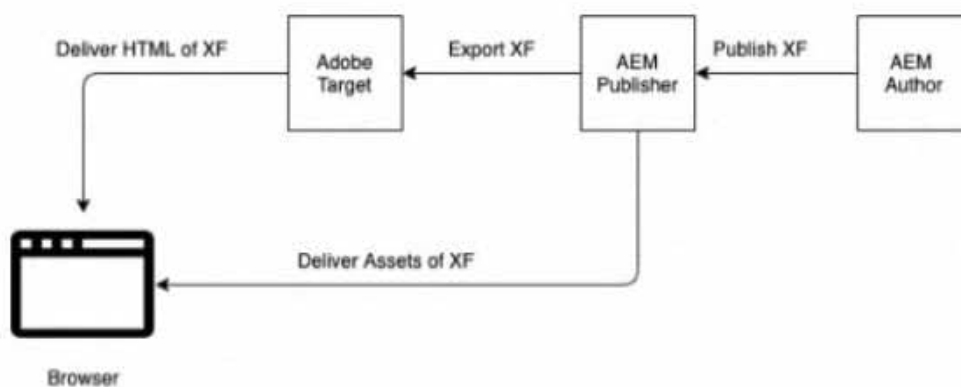 Deliver HTML of XF
Adobe
Target
Export XF
AEM
Publisher
Publish XF
AEM
Author
Deliver Assets of XF
Browser